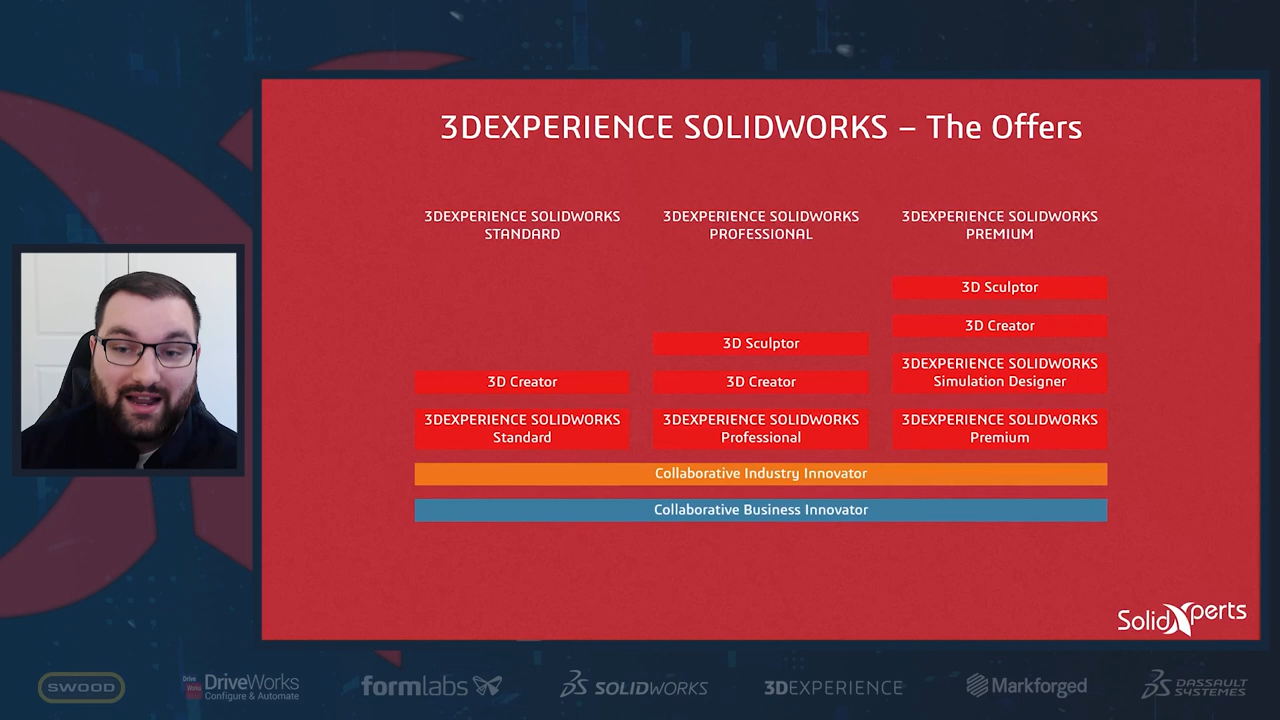 3DEXPERIENCE SOLIDWORKS – The Offers
3DEXPERIENCE SOLIDWORKS
STANDARD
3D Creator
3DEXPERIENCE SOLIDWORKS
Standard
3DEXPERIENCE SOLIDWORKS
PROFESSIONAL
3D Sculptor
3D Creator
3DEXPERIENCE SOLIDWORKS
Professional
3DEXPERIENCE SOLIDWORKS
PREMIUM
3D Sculptor
3D Creator
3DEXPERIENCE SOLIDWORKS
Simulation Designer
3DEXPERIENCE SOLIDWORKS
Premium
Collaborative Industry Innovator
Collaborative Business Innovator
SolidXperts
SWOOD
Drive
Works
DriveWorks
Configure & Automate
formlabs
SOLIDWORKS
3DEXPERIENCE
Markforged
DASSAULT
SYSTEMES